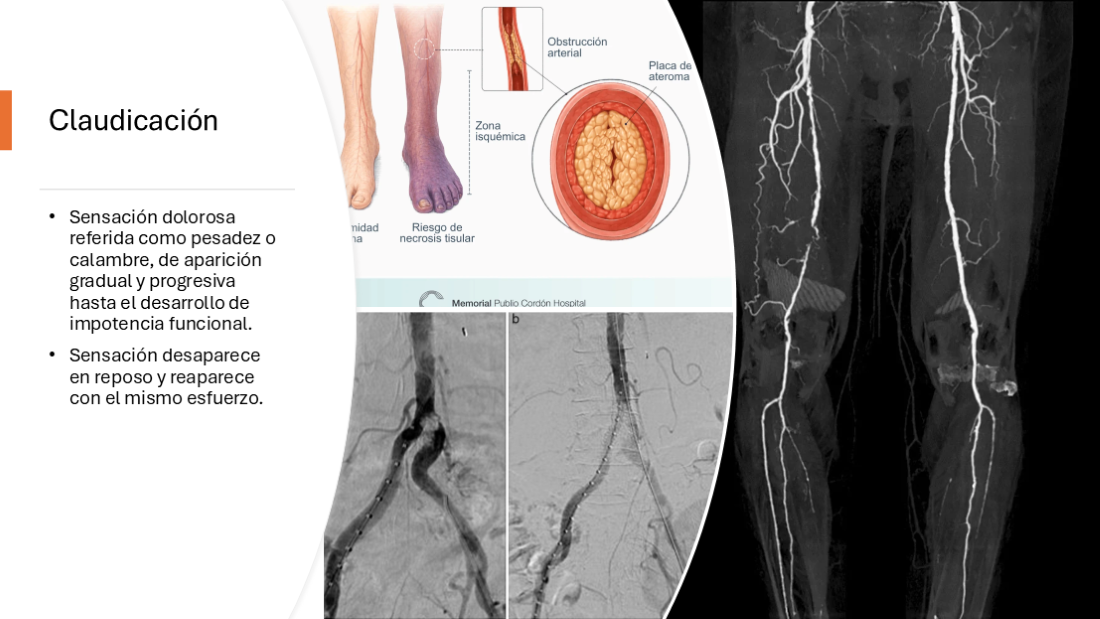 Claudicación
• Sensación dolorosa
referida como pesadez o
calambre, de aparición
gradual y progresiva
hasta el desarrollo de
impotencia funcional.
• Sensación desaparece
en reposo y reaparece
con el mismo esfuerzo.
Obstrucción
arterial
Placa de
ateroma
Zona
isquémica
Riesgo de
necrosis tisular
Memorial Publio Cordón Hospital
b